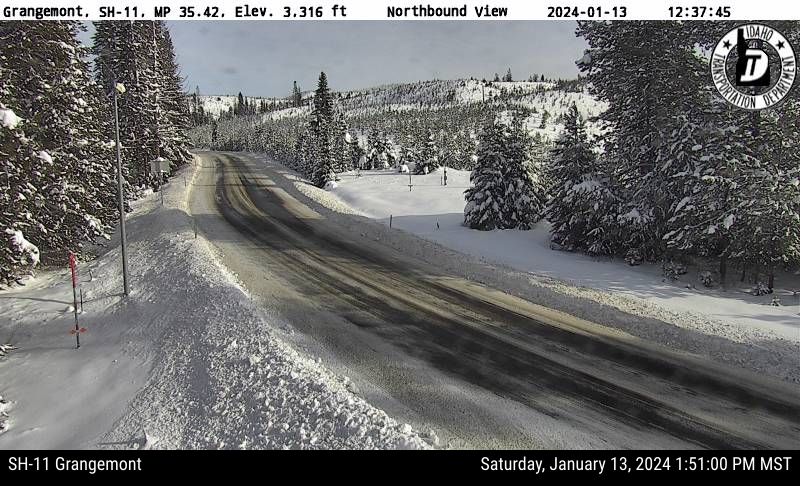 Grangemont, SH-11, MP 35.42, Elev. 3,316 ft Northbound View 2024-01-13 12:37:45
IDAHO
TRANSPORTATION DEPARTMENT
SH-11 Grangemont Saturday, January 13, 2024 1:51:00 PM MST